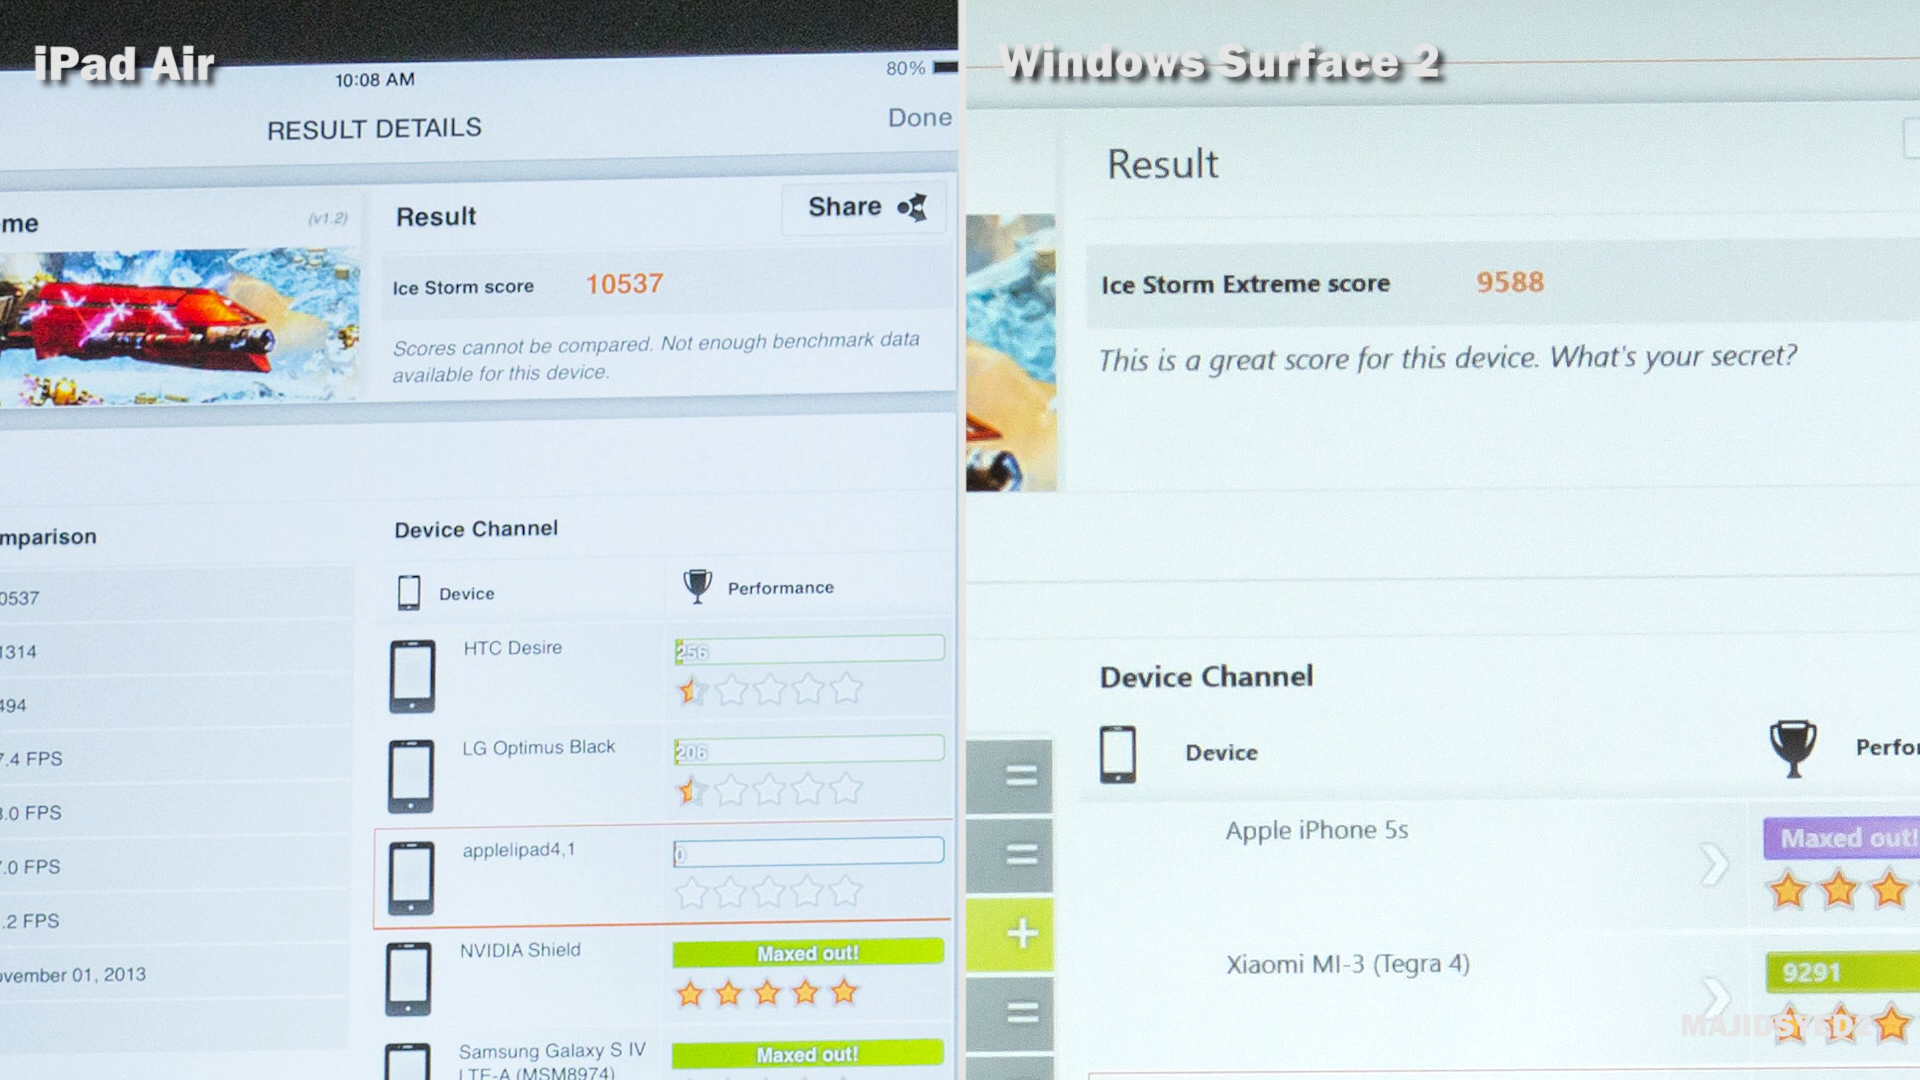 iPad Air
10:08 AM
80%
RESULT DETAILS
Done
me
(v1.2)
Result
Share
Ice Storm score 10537
Scores cannot be compared. Not enough benchmark data
available for this device.
mparison
0537
1314
494
7.4 FPS
3.0 FPS
7.0 FPS
.2 FPS
ovember 01, 2013
Device Channel
Device
Performance
HTC Desire
256
LG Optimus Black
206
applelipad4,1
0
NVIDIA Shield
Maxed out!
Samsung Galaxy S IV
LTE-A (MSM8974)
Maxed out!
Windows Surface 2
Result
Ice Storm Extreme score 9588
This is a great score for this device. What's your secret?
Device Channel
Device
Perfor
Apple iPhone 5s
Maxed out!
Xiaomi MI-3 (Tegra 4)
9291